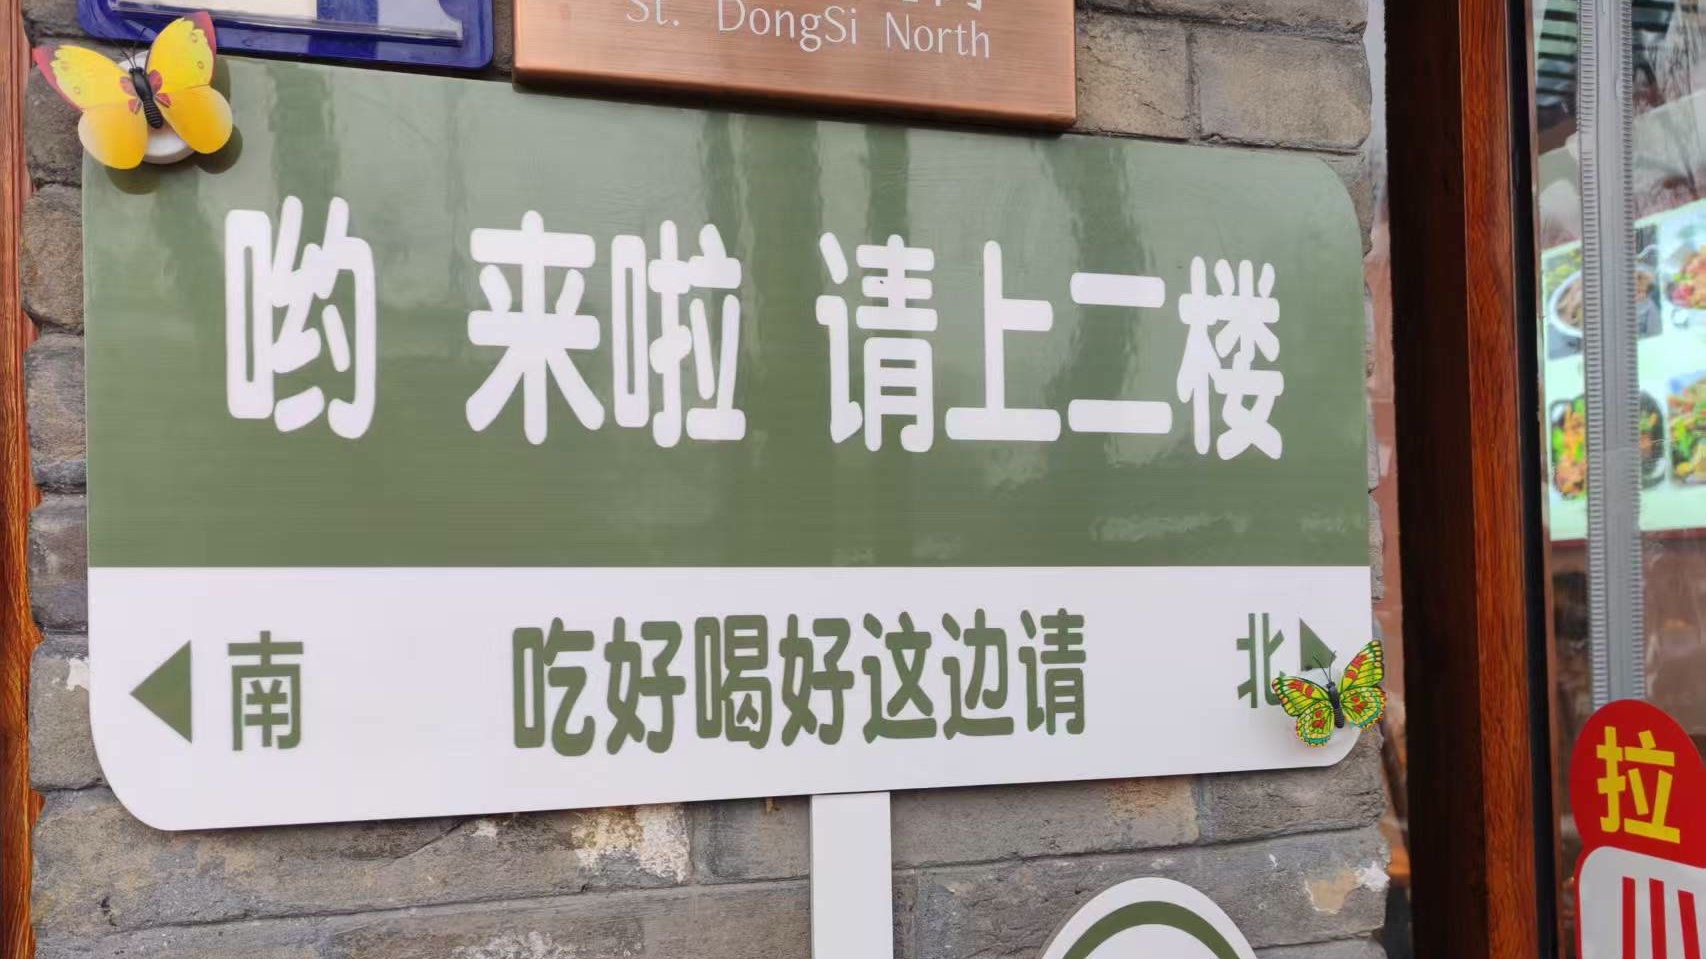 St. DongSi North
哟 来啦 请上二楼
南 吃好喝好这边请 北
拉